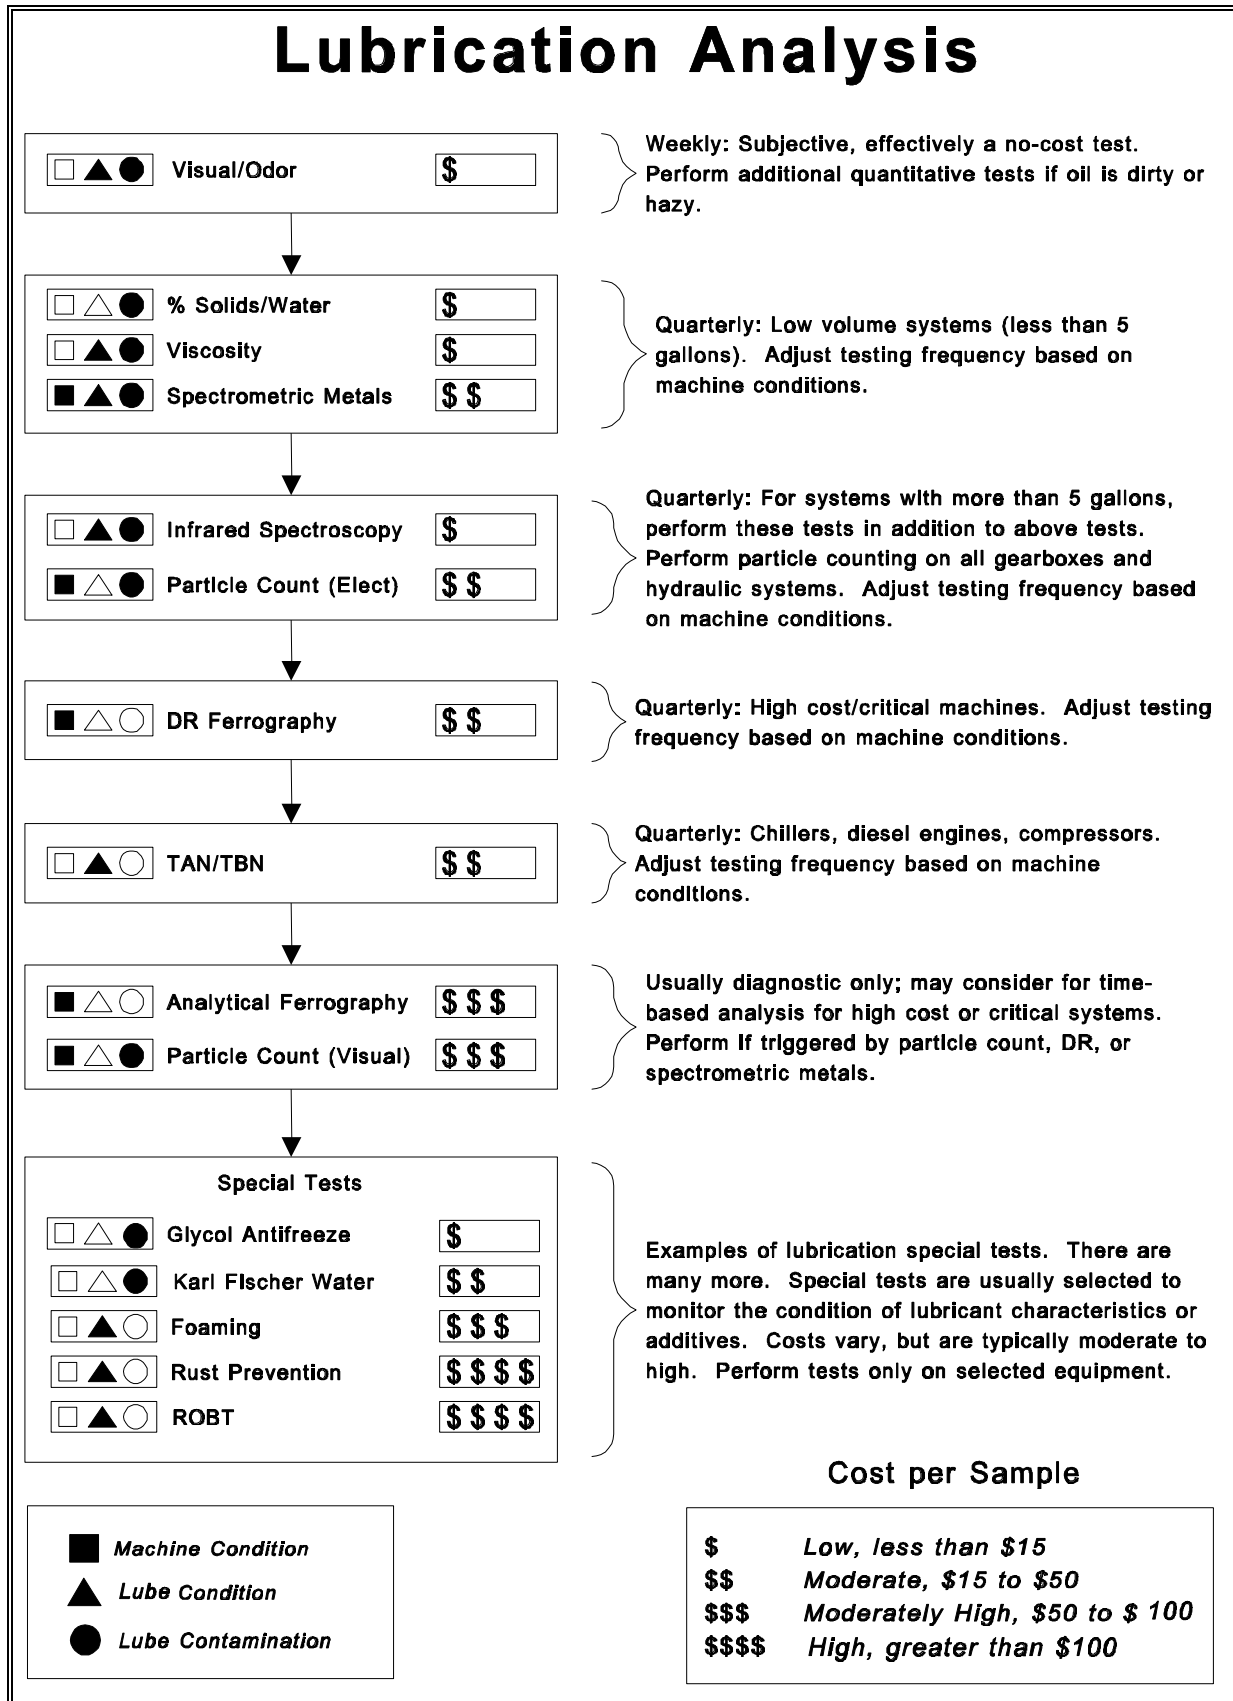 Lubrication Analysis
Visual/Odor $
Weekly: Subjective, effectively a no-cost test.
Perform additional quantitative tests if oil is dirty or
hazy.
% Solids/Water $
Viscosity $
Spectrometric Metals $ $
Quarterly: Low volume systems (less than 5
gallons). Adjust testing frequency based on
machine conditions.
Infrared Spectroscopy $
Particle Count (Elect) $ $
Quarterly: For systems with more than 5 gallons,
perform these tests in addition to above tests.
Perform particle counting on all gearboxes and
hydraulic systems. Adjust testing frequency based
on machine conditions.
DR Ferrography $ $
Quarterly: High cost/critical machines. Adjust testing
frequency based on machine conditions.
TAN/TBN $ $
Quarterly: Chillers, diesel engines, compressors.
Adjust testing frequency based on machine
conditions.
Analytical Ferrography $ $ $
Particle Count (Visual) $ $ $
Usually diagnostic only; may consider for time-
based analysis for high cost or critical systems.
Perform if triggered by particle count, DR, or
spectrometric metals.
Special Tests
Glycol Antifreeze $
Karl Fischer Water $ $
Foaming $ $ $
Rust Prevention $ $ $ $
ROBT $ $ $ $
Examples of lubrication special tests. There are
many more. Special tests are usually selected to
monitor the condition of lubricant characteristics or
additives. Costs vary, but are typically moderate to
high. Perform tests only on selected equipment.
Machine Condition
Lube Condition
Lube Contamination
Cost per Sample
$ Low, less than $15
$$ Moderate, $15 to $50
$$$ Moderately High, $50 to $ 100
$$$$ High, greater than $100